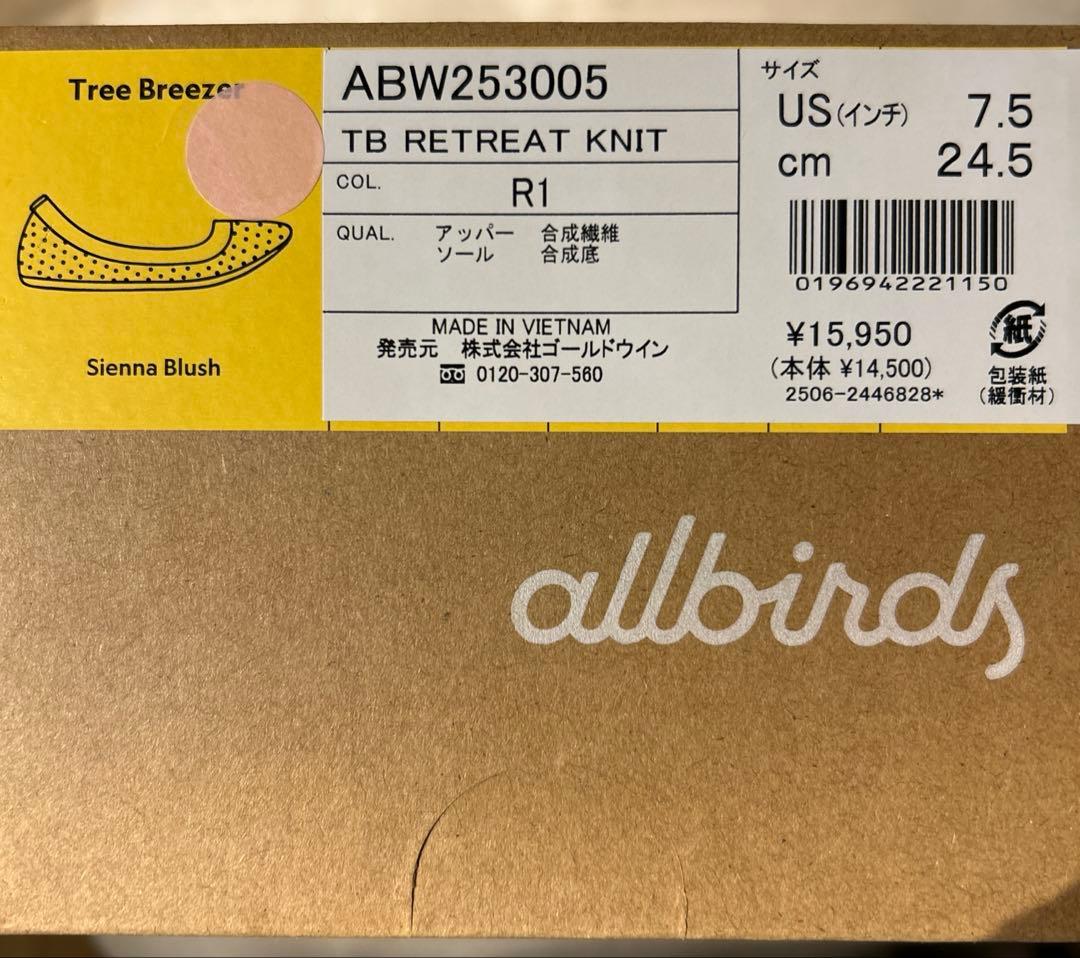 Tree Breezer
Sienna Blush
ABW253005
TB RETREAT KNIT
COL. R1
QUAL. アッパー 合成繊維
ソール 合成底
MADE IN VIETNAM
発売元 株式会社ゴールドウイン
0120-307-560
サイズ
US(インチ) 7.5
cm 24.5
0196942221150
¥15,950
(本体 ¥14,500)
2506-2446828*
紙
包装紙
(緩衝材)
allbirds